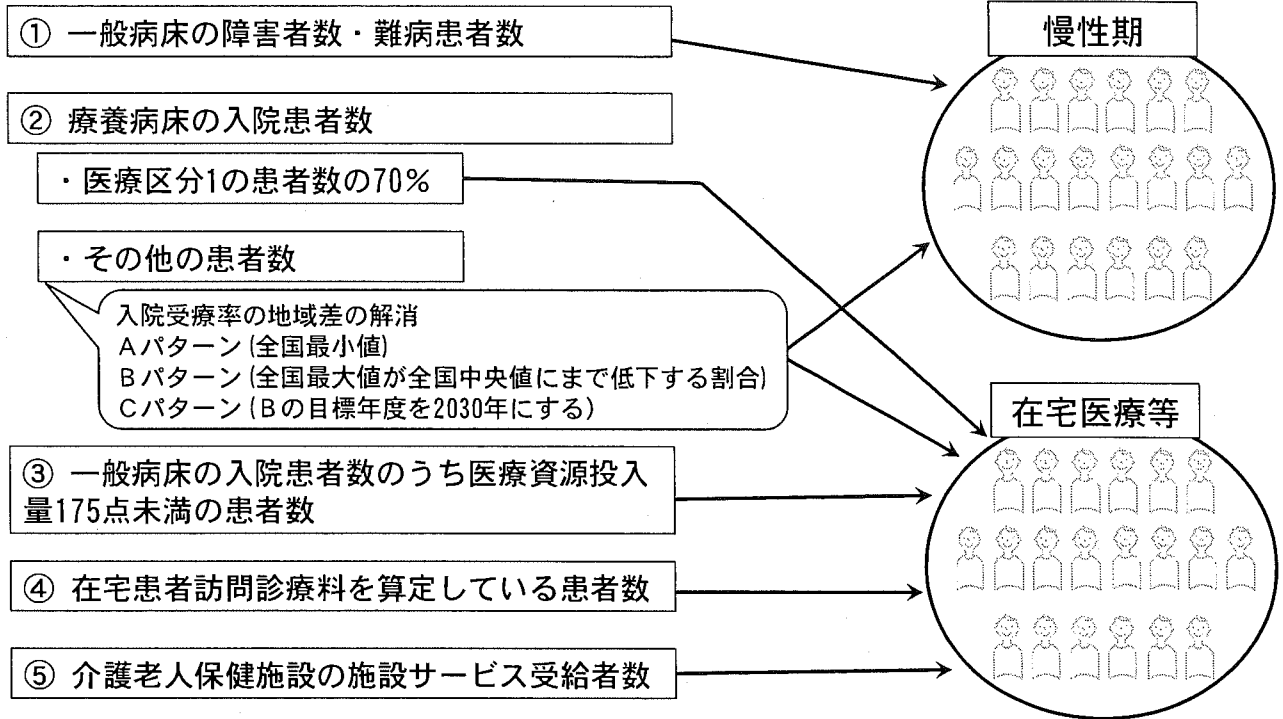 ① 一般病床の障害者数・難病患者数
慢性期
② 療養病床の入院患者数
・医療区分1の患者数の70%
・その他の患者数
入院受療率の地域差の解消
Aパターン(全国最小値)
Bパターン(全国最大値が全国中央値にまで低下する割合)
Cパターン(Bの目標年度を2030年にする)
在宅医療等
③ 一般病床の入院患者数のうち医療資源投入
量175点未満の患者数
④ 在宅患者訪問診療料を算定している患者数
⑤ 介護老人保健施設の施設サービス受給者数